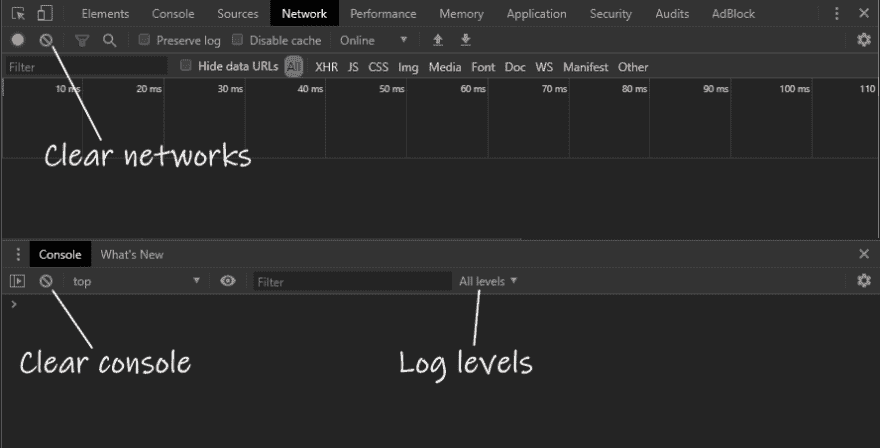 Elements Console Sources Network Performance Memory Application Security Audits AdBlock
Preserve log Disable cache Online
Filter Hide data URLs All XHR JS CSS Img Media Font Doc WS Manifest Other
10 ms 20 ms 30 ms 40 ms 50 ms 60 ms 70 ms 80 ms 90 ms 100 ms 110
Clear networks
Console What's New
top Filter All levels
Clear console Log levels